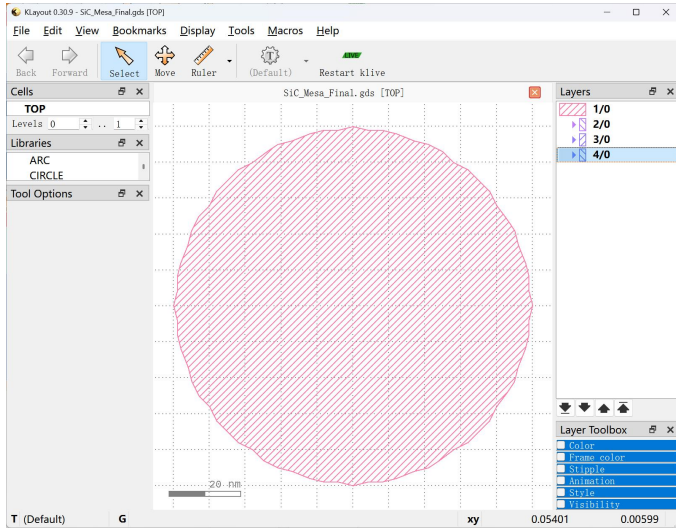 KLayout 0.30.9 - SiC_Mesa_Final.gds [TOP]
File Edit View Bookmarks Display Tools Macros Help
Back Forward Select Move Ruler (Default) Restart klive
LIVE
T
Cells
TOP
Levels 0 .. 1
Libraries
ARC
CIRCLE
Tool Options
SiC_Mesa_Final.gds [TOP]
20 nm
Layers
1/0
2/0
3/0
4/0
Layer Toolbox
Color
Frame color
Stipple
Animation
Style
Visibility
T (Default) G xy 0.05401 0.00599